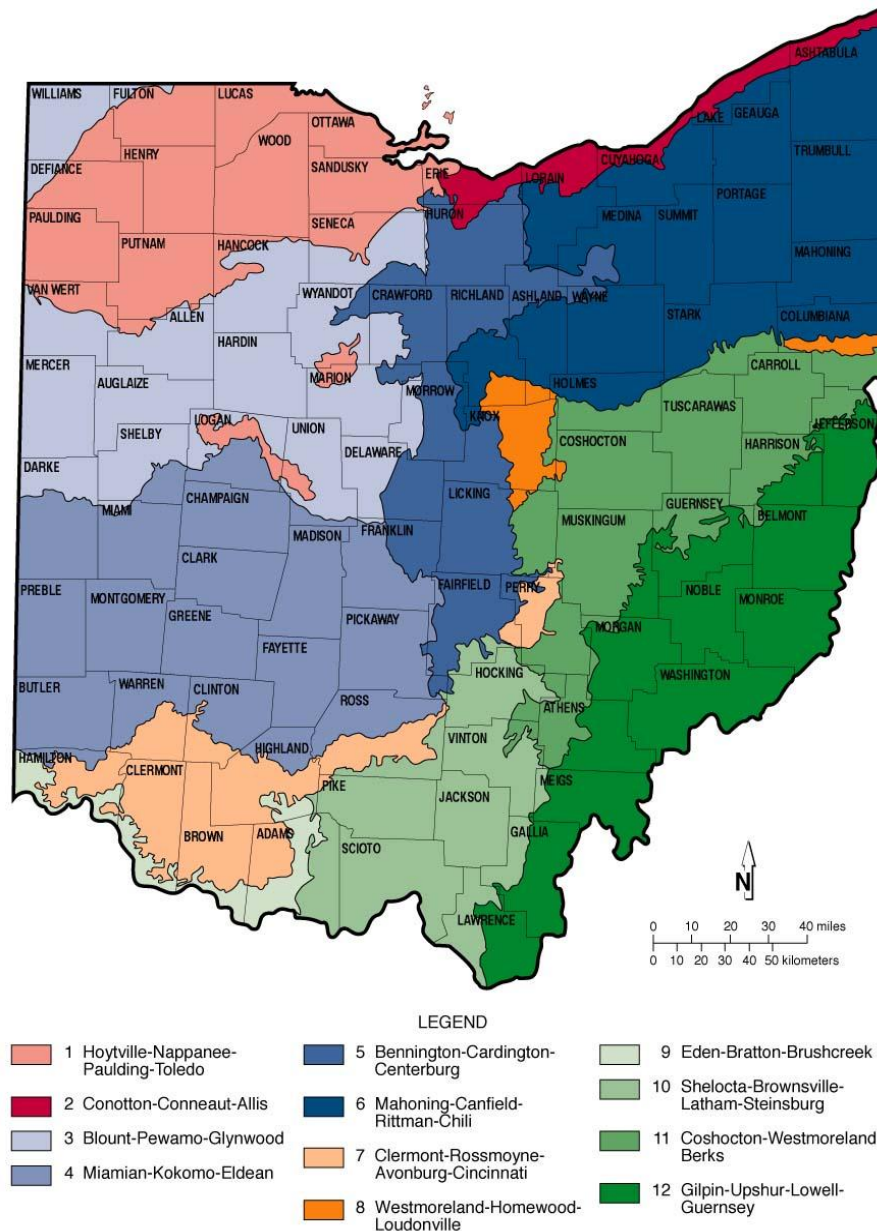 ASHTABULA
WILLIAMS
FULTON
LUCAS
OTTAWA
LAKE
GEAUGA
WOOD
HENRY
SANDUSKY
ERIE
LORAIN
CUYAHOGA
TRUMBULL
DEFIANCE
PAULDING
PUTNAM
HANCOCK
SENECA
HURON
MEDINA
SUMMIT
PORTAGE
MAHONING
VAN WERT
ALLEN
WYANDOT
CRAWFORD
RICHLAND
ASHLAND
WAYNE
STARK
COLUMBIANA
MERCER
HARDIN
AUGLAIZE
MARION
MORROW
HOLMES
CARROLL
TUSCARAWAS
JEFFERSON
SHELBY
LOGAN
UNION
DELAWARE
KNOX
COSHOCTON
HARRISON
DARKE
MIAMI
CHAMPAIGN
LICKING
GUERNSEY
BELMONT
MUSKINGUM
MADISON
FRANKLIN
CLARK
PREBLE
MONTGOMERY
GREENE
FAIRFIELD
PERRY
NOBLE
MONROE
PICKAWAY
FAYETTE
MORGAN
BUTLER
WARREN
CLINTON
ROSS
HOCKING
WASHINGTON
ATHENS
HIGHLAND
VINTON
HAMILTON
CLERMONT
PIKE
MEIGS
JACKSON
BROWN
ADAMS
SCIOTO
GALLIA
LAWRENCE
N
0 20 40 miles
0 10 20 30 40 50 kilometers
LEGEND
1 Hoytville-Nappanee-
Paulding-Toledo
2 Conotton-Conneaut-Allis
3 Blount-Pewamo-Glynwood
4 Miamian-Kokomo-Eldean
5 Bennington-Cardington-
Centerburg
6 Mahoning-Canfield-
Rittman-Chili
7 Clermont-Rossmoyne-
Avonburg-Cincinnati
8 Westmoreland-Homewood-
Loudonville
9 Eden-Bratton-Brushcreek
10 Shelocta-Brownsville-
Latham-Steinsburg
11 Coshocton-Westmoreland
Berks
12 Gilpin-Upshur-Lowell-
Guernsey